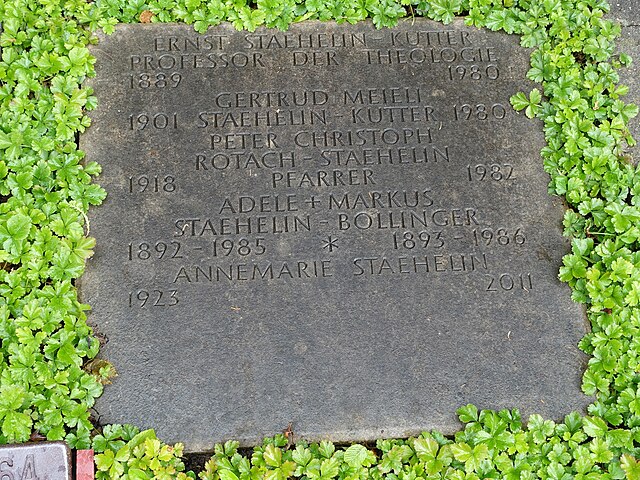 ERNST STAEHELIN KUTTER
PROFESSOR DER THEOLOGIE
1889 1980
GERTRUD MEIELI
1901 STAEHELIN-KUTTER 1980
PETER CHRISTOPH
ROTACH-STAEHELIN
1918 PFARRER 1982
ADELE + MARKUS
STAEHELIN-BOLLINGER
1892-1985 * 1893-1986
ANNEMARIE STAEHELIN
1923 2011
64